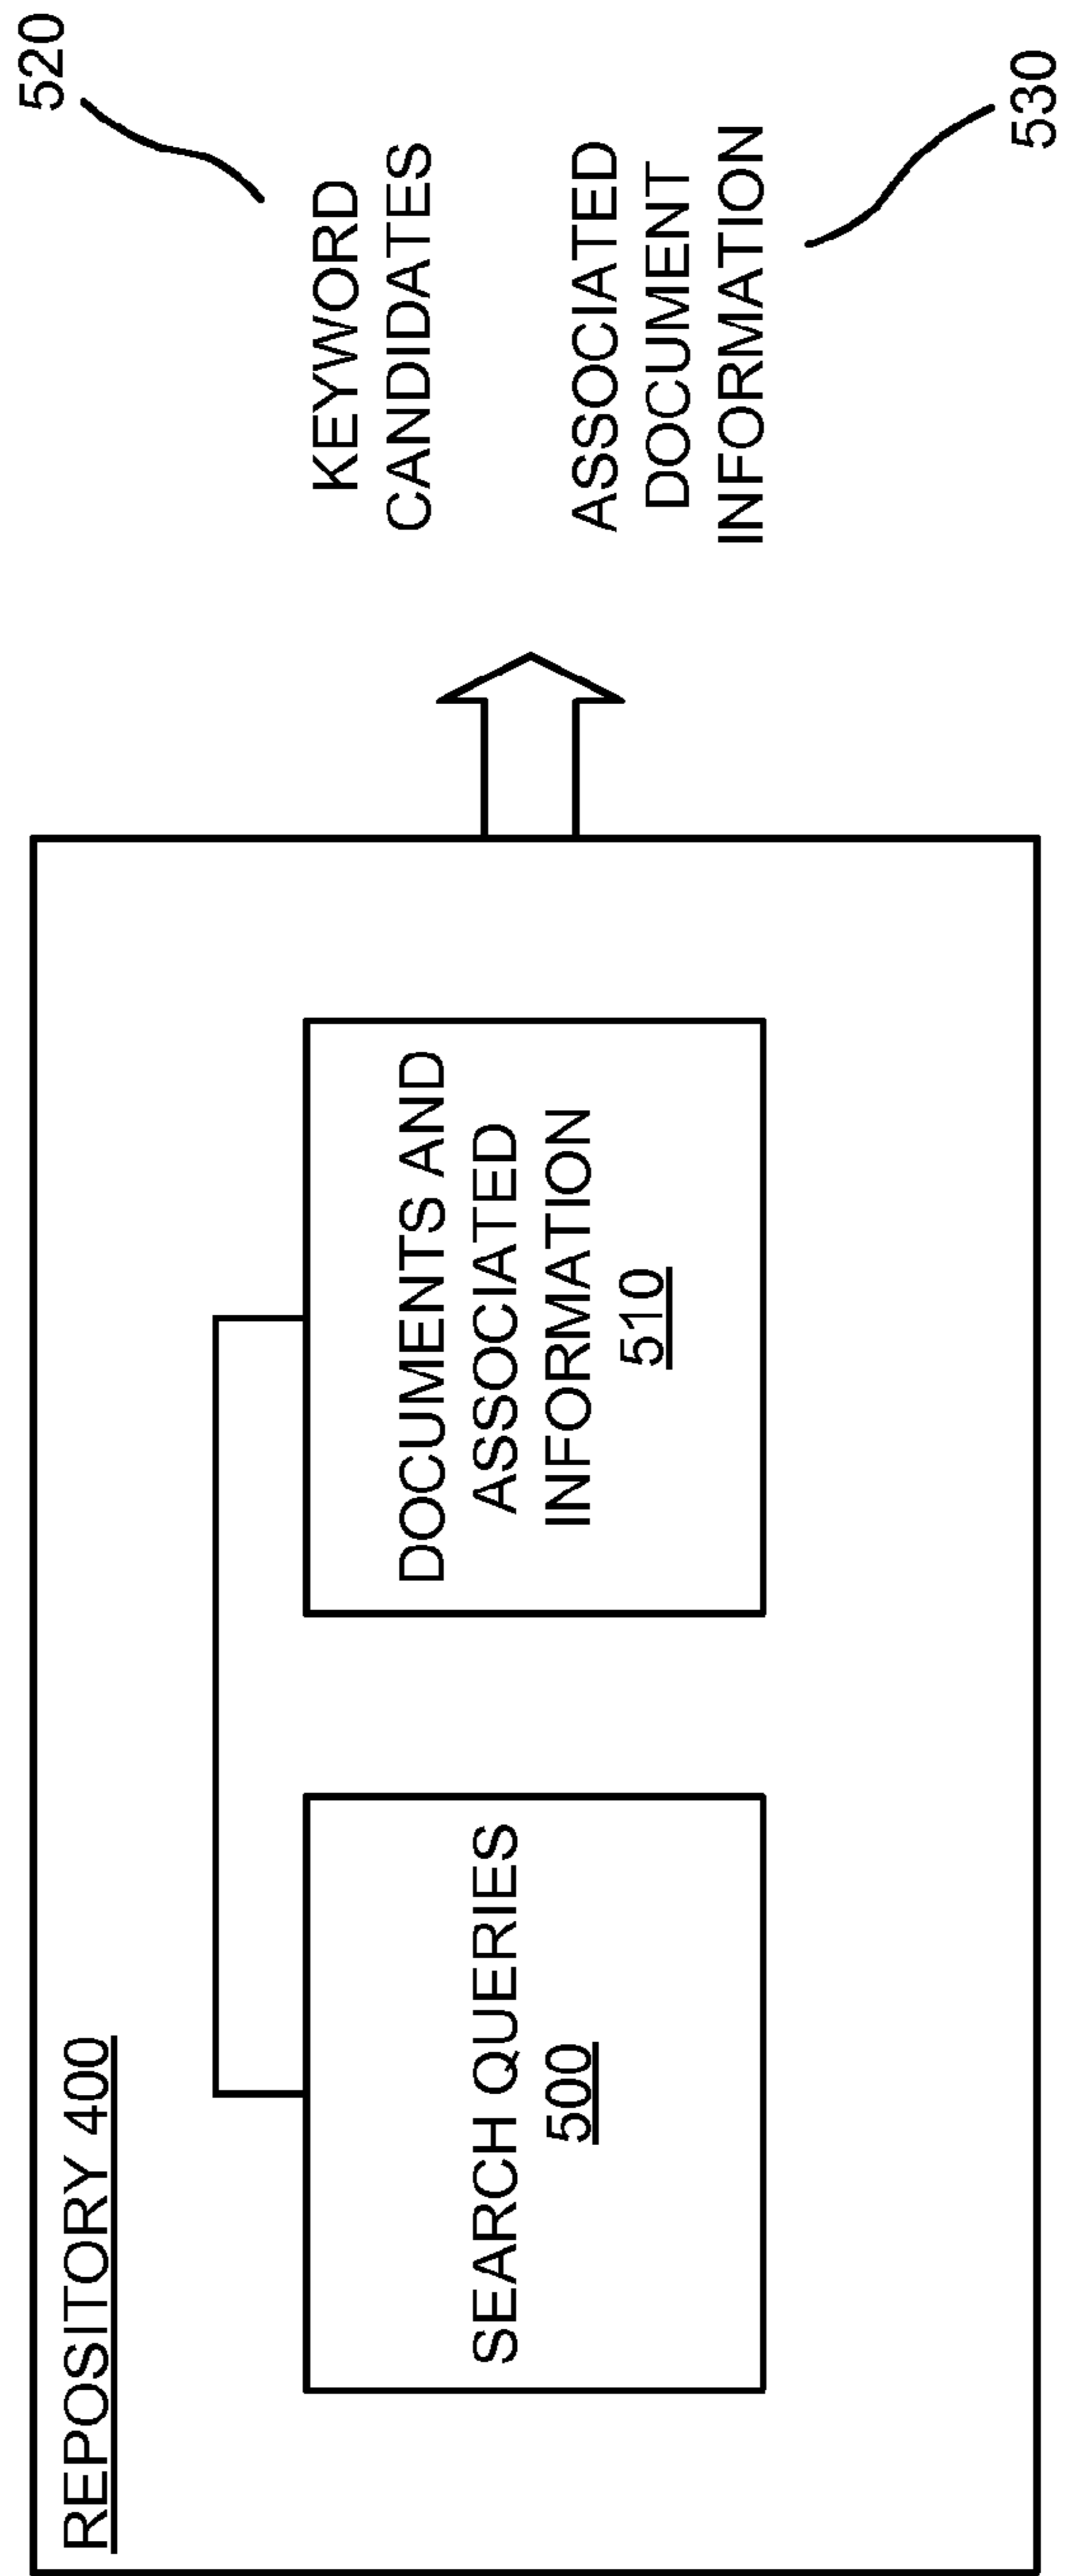 REPOSITORY 400
SEARCH QUERIES
500
DOCUMENTS AND
ASSOCIATED
INFORMATION
510
520
KEYWORD
CANDIDATES
ASSOCIATED
DOCUMENT
INFORMATION
530